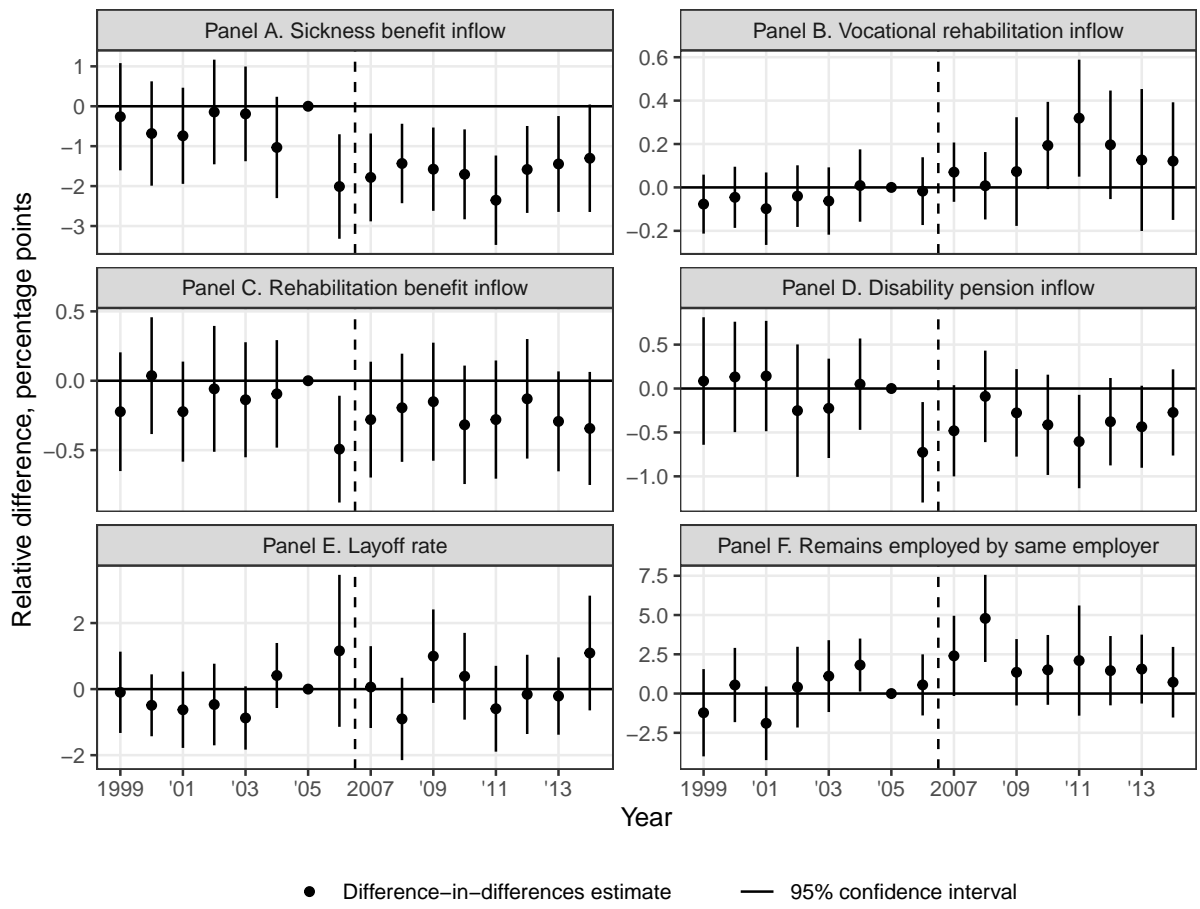 Relative difference, percentage points
Panel A. Sickness benefit inflow
1
0
−1
−2
−3
Panel B. Vocational rehabilitation inflow
0.6
0.4
0.2
0.0
−0.2
Panel C. Rehabilitation benefit inflow
0.5
0.0
−0.5
Panel D. Disability pension inflow
0.5
0.0
−0.5
−1.0
Panel E. Layoff rate
2
0
−2
1999 '01 '03 '05 2007 '09 '11 '13
Panel F. Remains employed by same employer
7.5
5.0
2.5
0.0
−2.5
1999 '01 '03 '05 2007 '09 '11 '13
Year
Difference−in−differences estimate 95% confidence interval